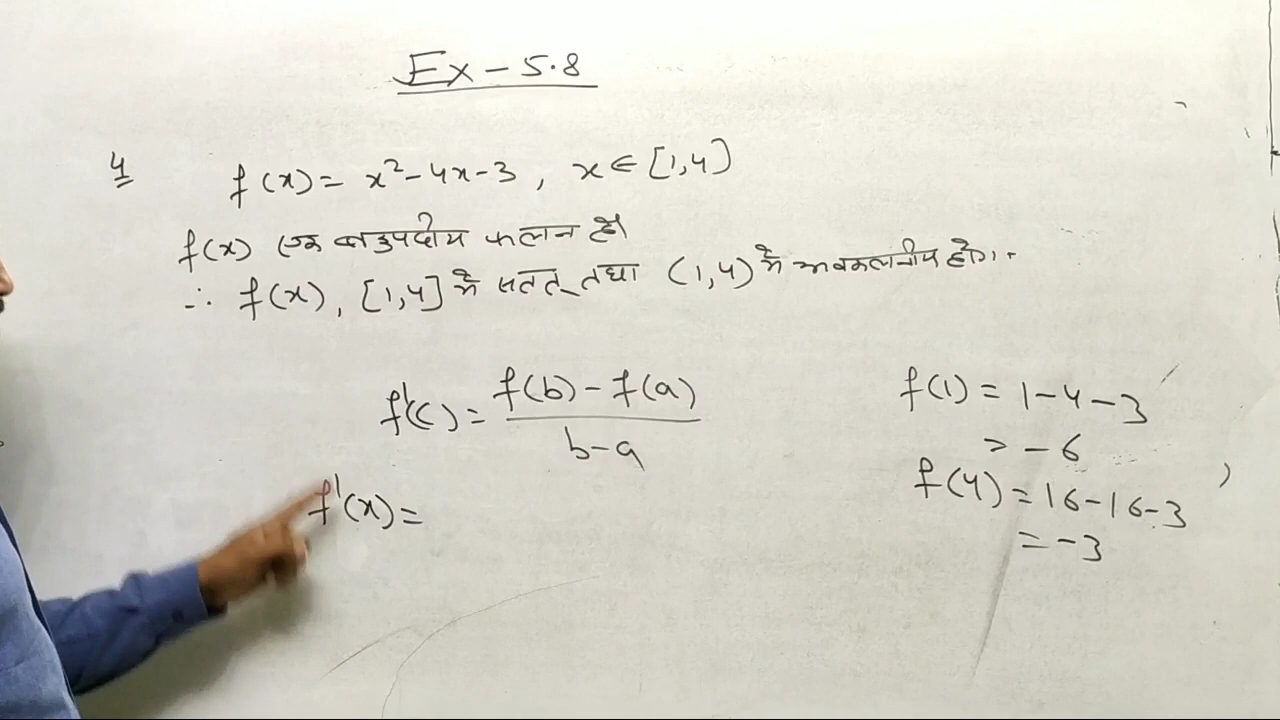 Ex - 5.8
4 f(x) = x² - 4x - 3 , x ∈ [1,4]
f(x) एक बहुपदीय फलन है।
∴ f(x), [1,4] में सतत् तथा (1,4) में अवकलनीय होगा।
f'(c) = f(b) - f(a) / b - a
f'(x) =
f(1) = 1 - 4 - 3
= - 6
f(4) = 16 - 16 - 3
= - 3